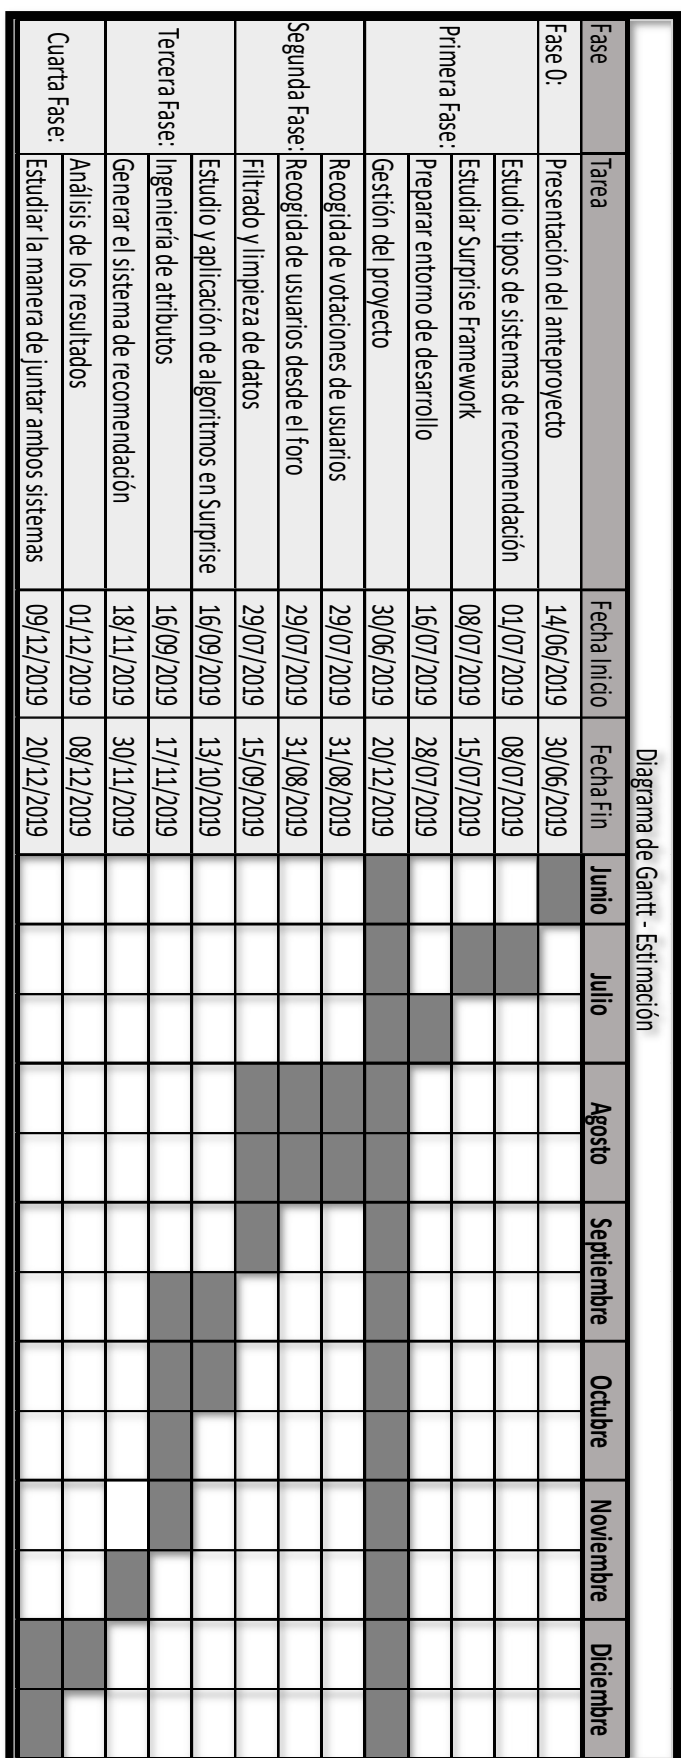 Diagrama de Gantt - Estimación
Fase Tarea Fecha Inicio Fecha Fin Junio Julio Agosto Septiembre Octubre Noviembre Diciembre
Fase 0: Presentación del anteproyecto 14/06/2019 30/06/2019
Primera Fase: Estudio tipos de sistemas de recomendación 01/07/2019 08/07/2019
Estudiar Surprise Framework 08/07/2019 15/07/2019
Preparar entorno de desarrollo 16/07/2019 28/07/2019
Gestión del proyecto 30/06/2019 20/12/2019
Segunda Fase: Recogida de votaciones de usuarios 29/07/2019 31/08/2019
Recogida de usuarios desde el foro 29/07/2019 31/08/2019
Filtrado y limpieza de datos 29/07/2019 15/09/2019
Tercera Fase: Estudio y aplicación de algoritmos en Surprise 16/09/2019 13/10/2019
Ingeniería de atributos 16/09/2019 17/11/2019
Generar el sistema de recomendación 18/11/2019 30/11/2019
Cuarta Fase: Análisis de los resultados 01/12/2019 08/12/2019
Estudiar la manera de juntar ambos sistemas 09/12/2019 20/12/2019